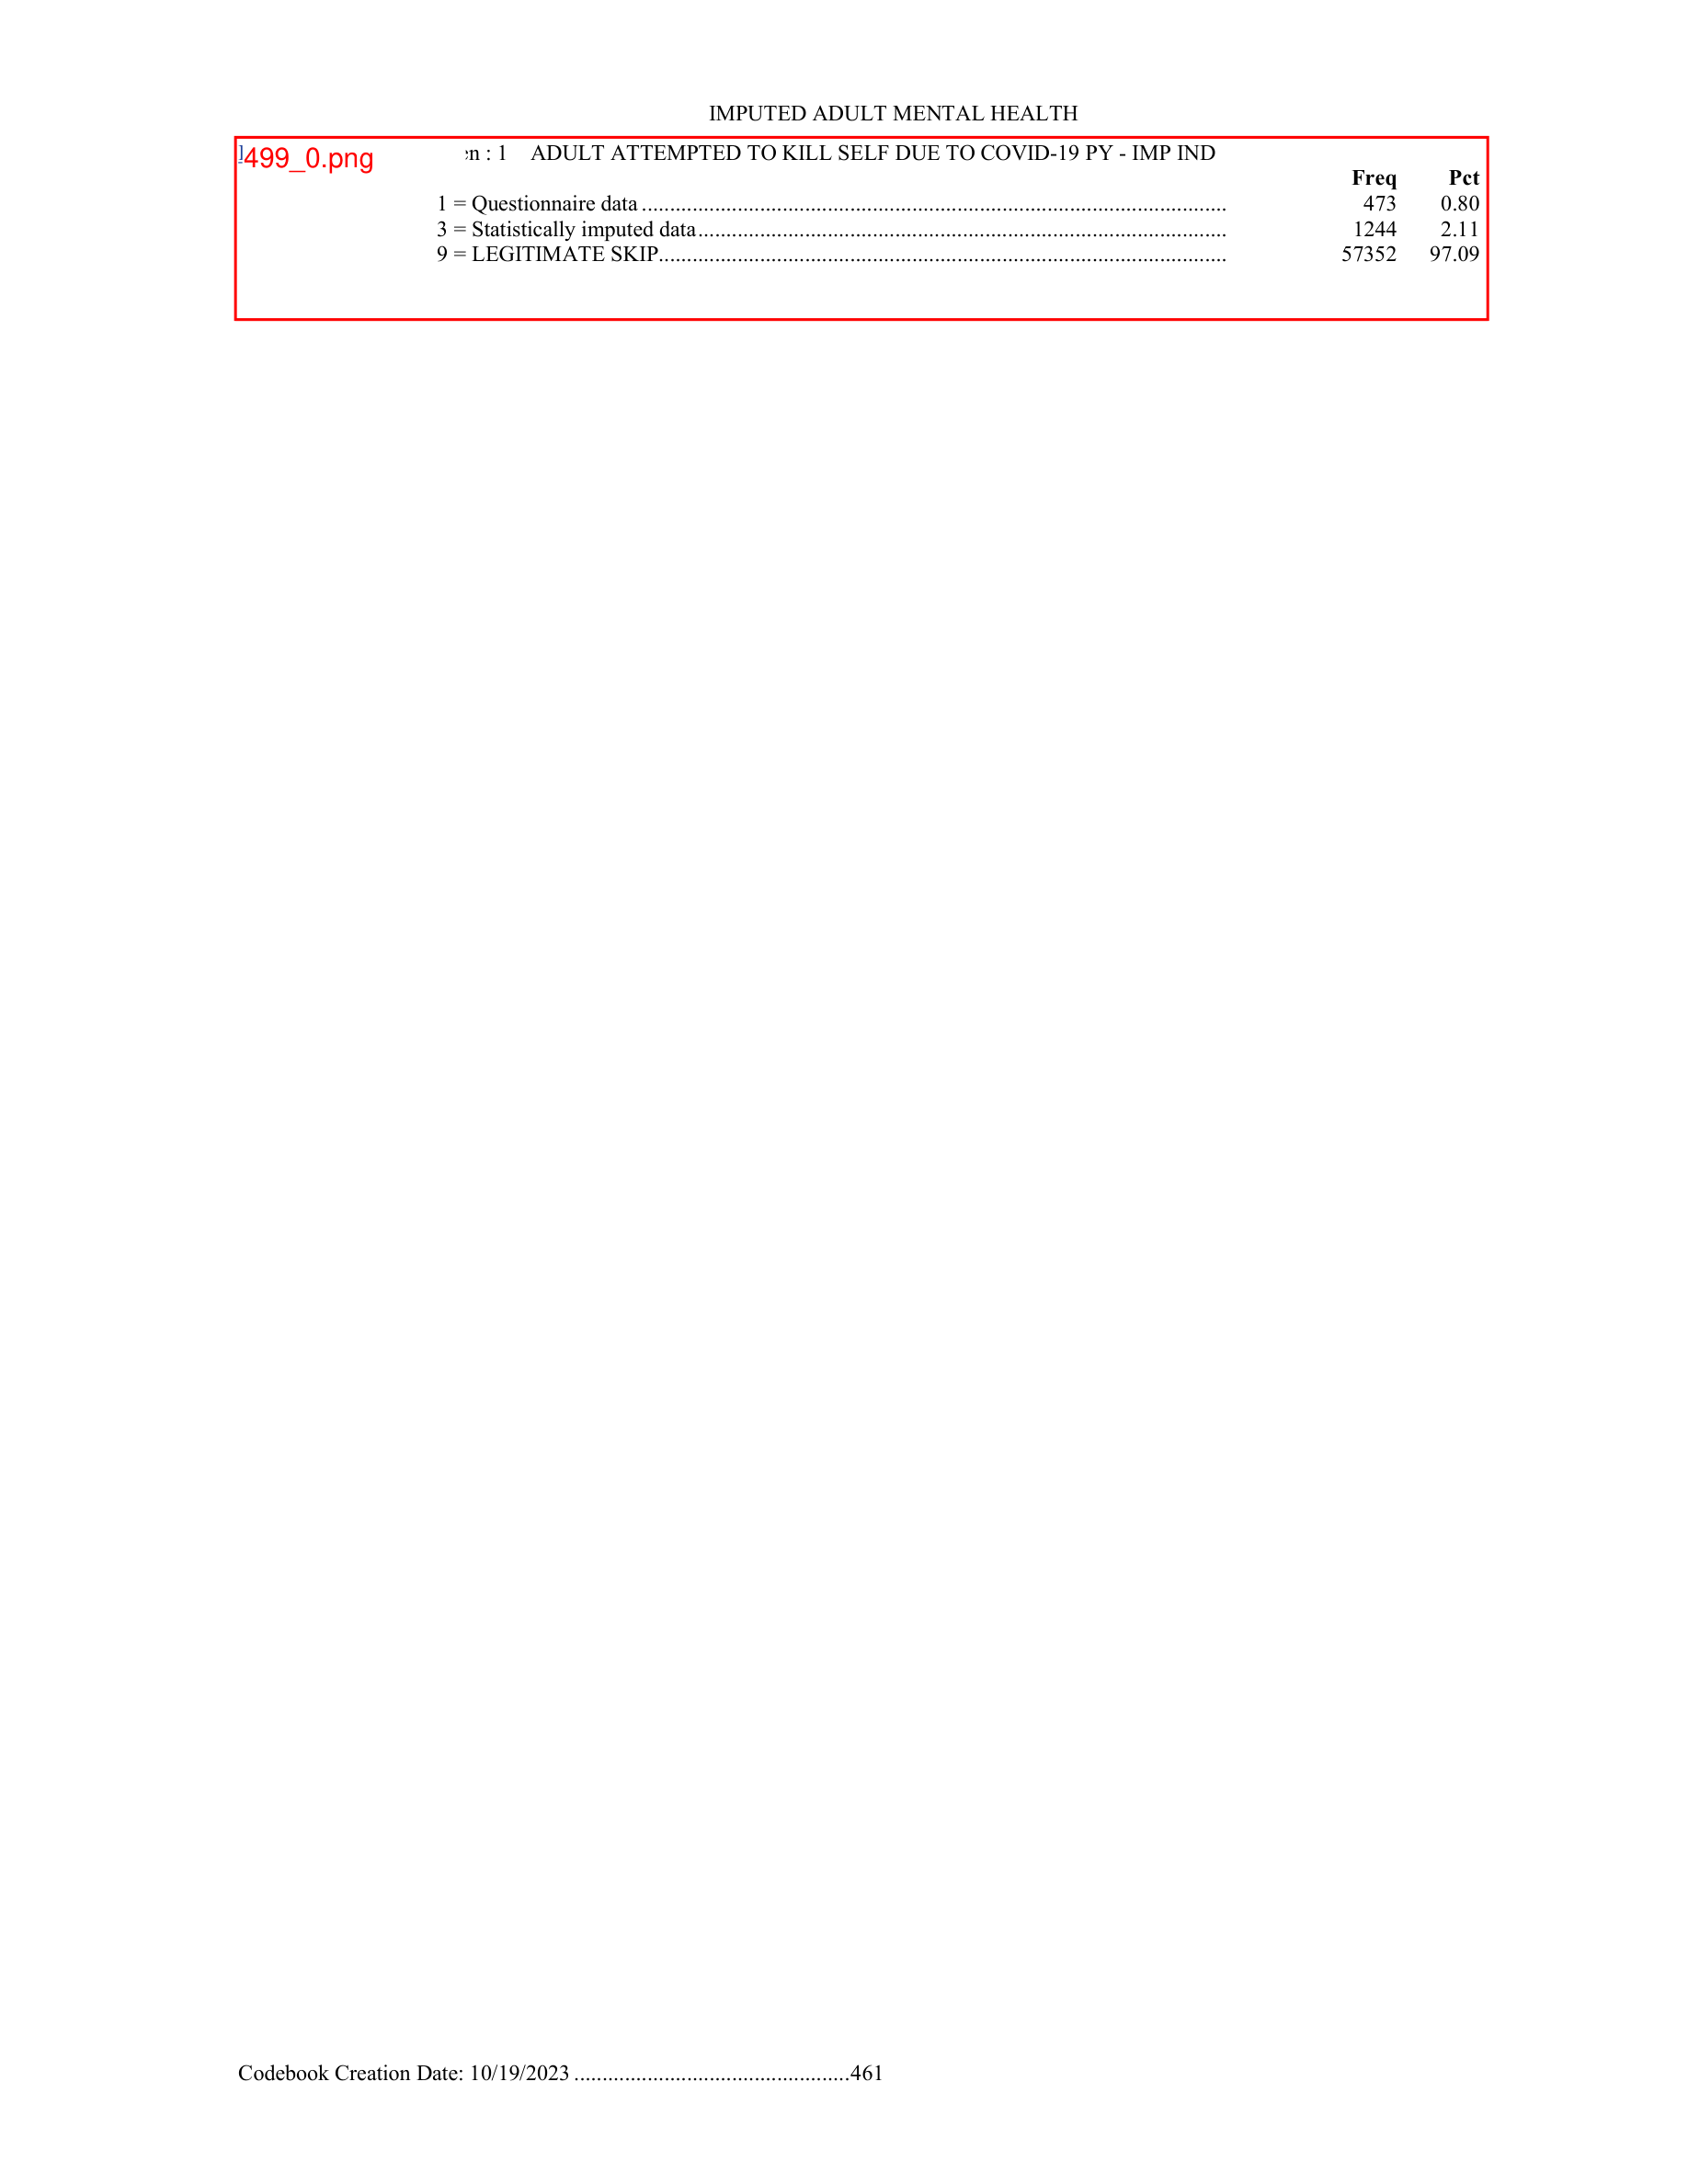 IMPUTED ADULT MENTAL HEALTH
499_0.png : 1 ADULT ATTEMPTED TO KILL SELF DUE TO COVID-19 PY - IMP IND
Freq Pct
1 = Questionnaire data ........................................................................................................ 473 0.80
3 = Statistically imputed data.............................................................................................. 1244 2.11
9 = LEGITIMATE SKIP..................................................................................................... 57352 97.09
Codebook Creation Date: 10/19/2023 .................................................461